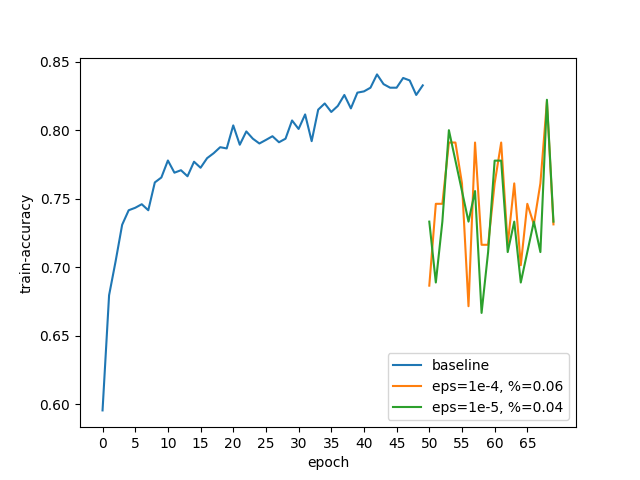 0.85
0.80
0.75
0.70
0.65
0.60
train-accuracy
baseline
eps=1e-4, %=0.06
eps=1e-5, %=0.04
0 5 10 15 20 25 30 35 40 45 50 55 60 65
epoch